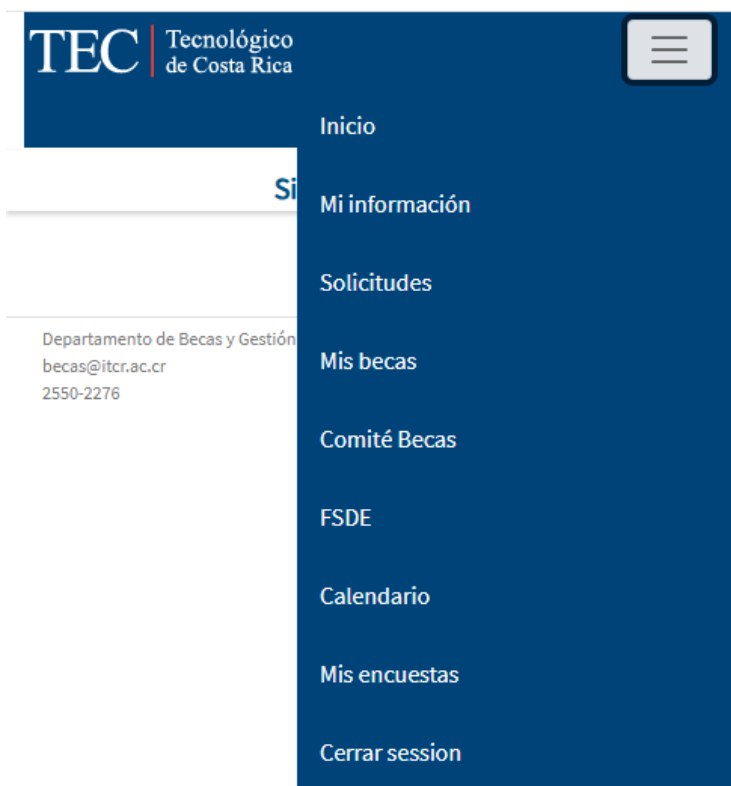 TEC
Tecnológico
de Costa Rica
Inicio
Si
Mi información
Solicitudes
Departamento de Becas y Gestión
becas@itcr.ac.cr
2550-2276
Mis becas
Comité Becas
FSDE
Calendario
Mis encuestas
Cerrar session